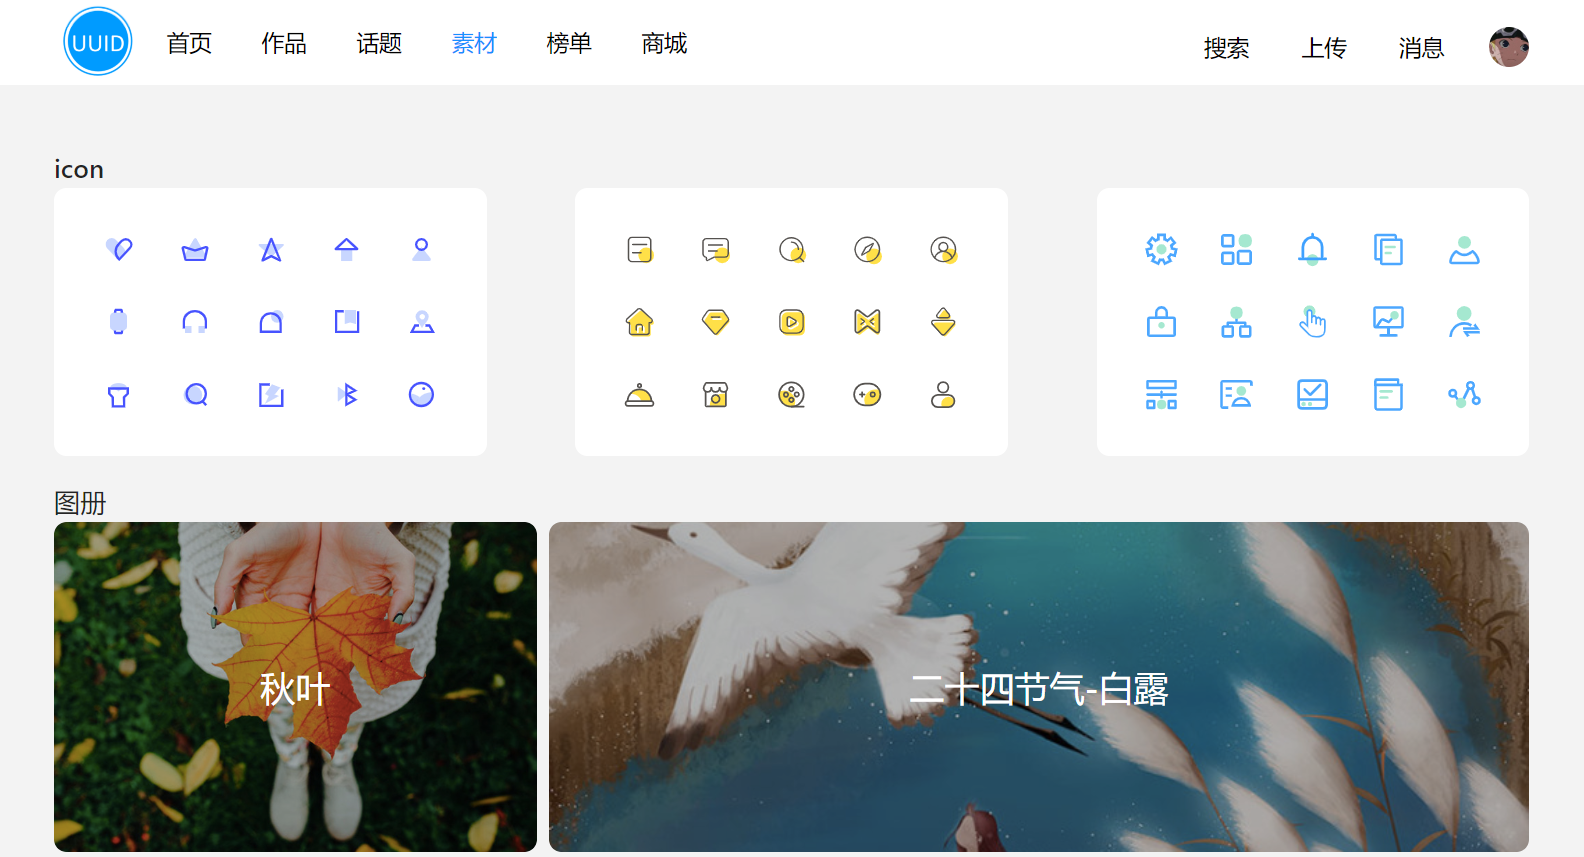 UUID
首页 作品 话题 素材 榜单 商城
搜索 上传 消息
icon
图册
秋叶
二十四节气-白露